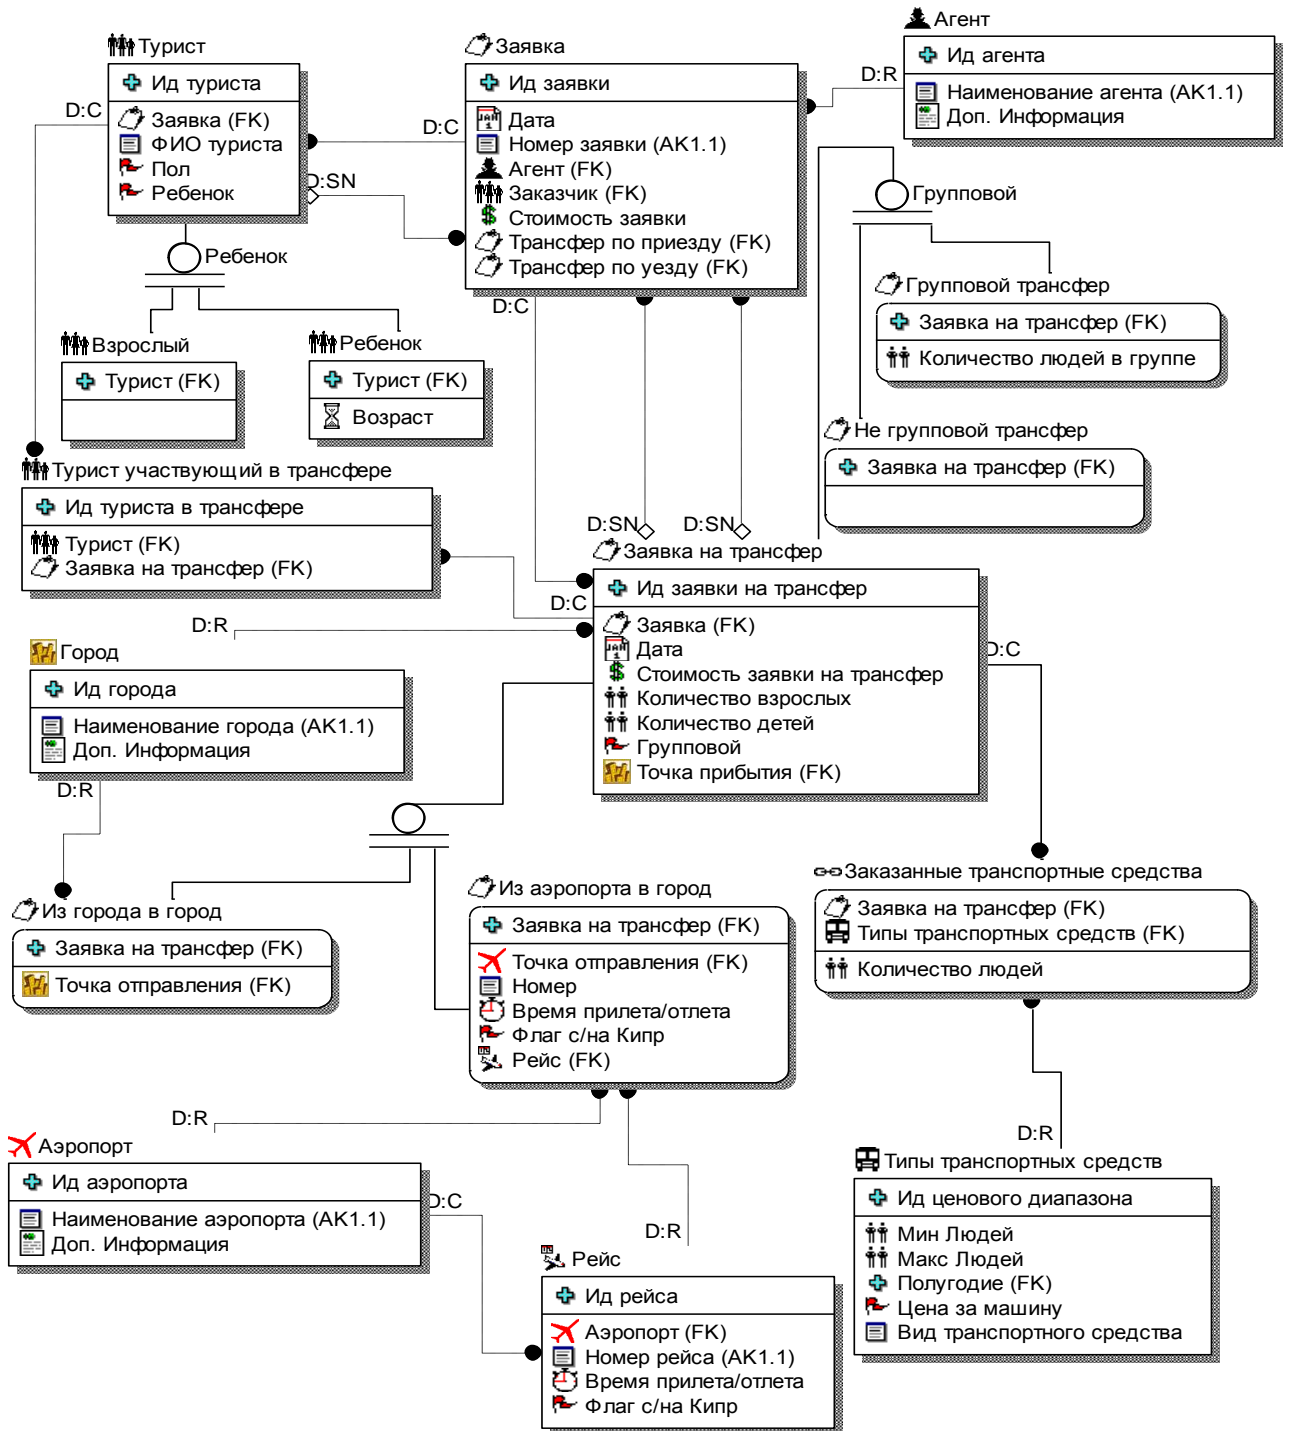 Агент
Ид агента
Наименование агента (AK1.1)
Доп. Информация
D:R
Турист
Ид туриста
Заявка (FK)
ФИО туриста
Пол
Ребенок
D:C
D:C
D:SN
Заявка
Ид заявки
Дата
Номер заявки (AK1.1)
Агент (FK)
Заказчик (FK)
Стоимость заявки
Трансфер по приезду (FK)
Трансфер по уезду (FK)
D:C
Групповой
Групповой трансфер
Заявка на трансфер (FK)
Количество людей в группе
Не групповой трансфер
Заявка на трансфер (FK)
Ребенок
Взрослый
Турист (FK)
Ребенок
Турист (FK)
Возраст
Турист участвующий в трансфере
Ид туриста в трансфере
Турист (FK)
Заявка на трансфер (FK)
D:SN
D:SN
Заявка на трансфер
Ид заявки на трансфер
Заявка (FK)
Дата
Стоимость заявки на трансфер
Количество взрослых
Количество детей
Групповой
Точка прибытия (FK)
D:C
D:R
D:C
Город
Ид города
Наименование города (AK1.1)
Доп. Информация
D:R
Из города в город
Заявка на трансфер (FK)
Точка отправления (FK)
Из аэропорта в город
Заявка на трансфер (FK)
Точка отправления (FK)
Номер
Время прилета/отлета
Флаг с/на Кипр
Рейс (FK)
Заказанные транспортные средства
Заявка на трансфер (FK)
Типы транспортных средств (FK)
Количество людей
D:R
D:R
Аэропорт
Ид аэропорта
Наименование аэропорта (AK1.1)
Доп. Информация
D:C
D:R
Рейс
Ид рейса
Аэропорт (FK)
Номер рейса (AK1.1)
Время прилета/отлета
Флаг с/на Кипр
Типы транспортных средств
Ид ценового диапазона
Мин Людей
Макс Людей
Полугодие (FK)
Цена за машину
Вид транспортного средства